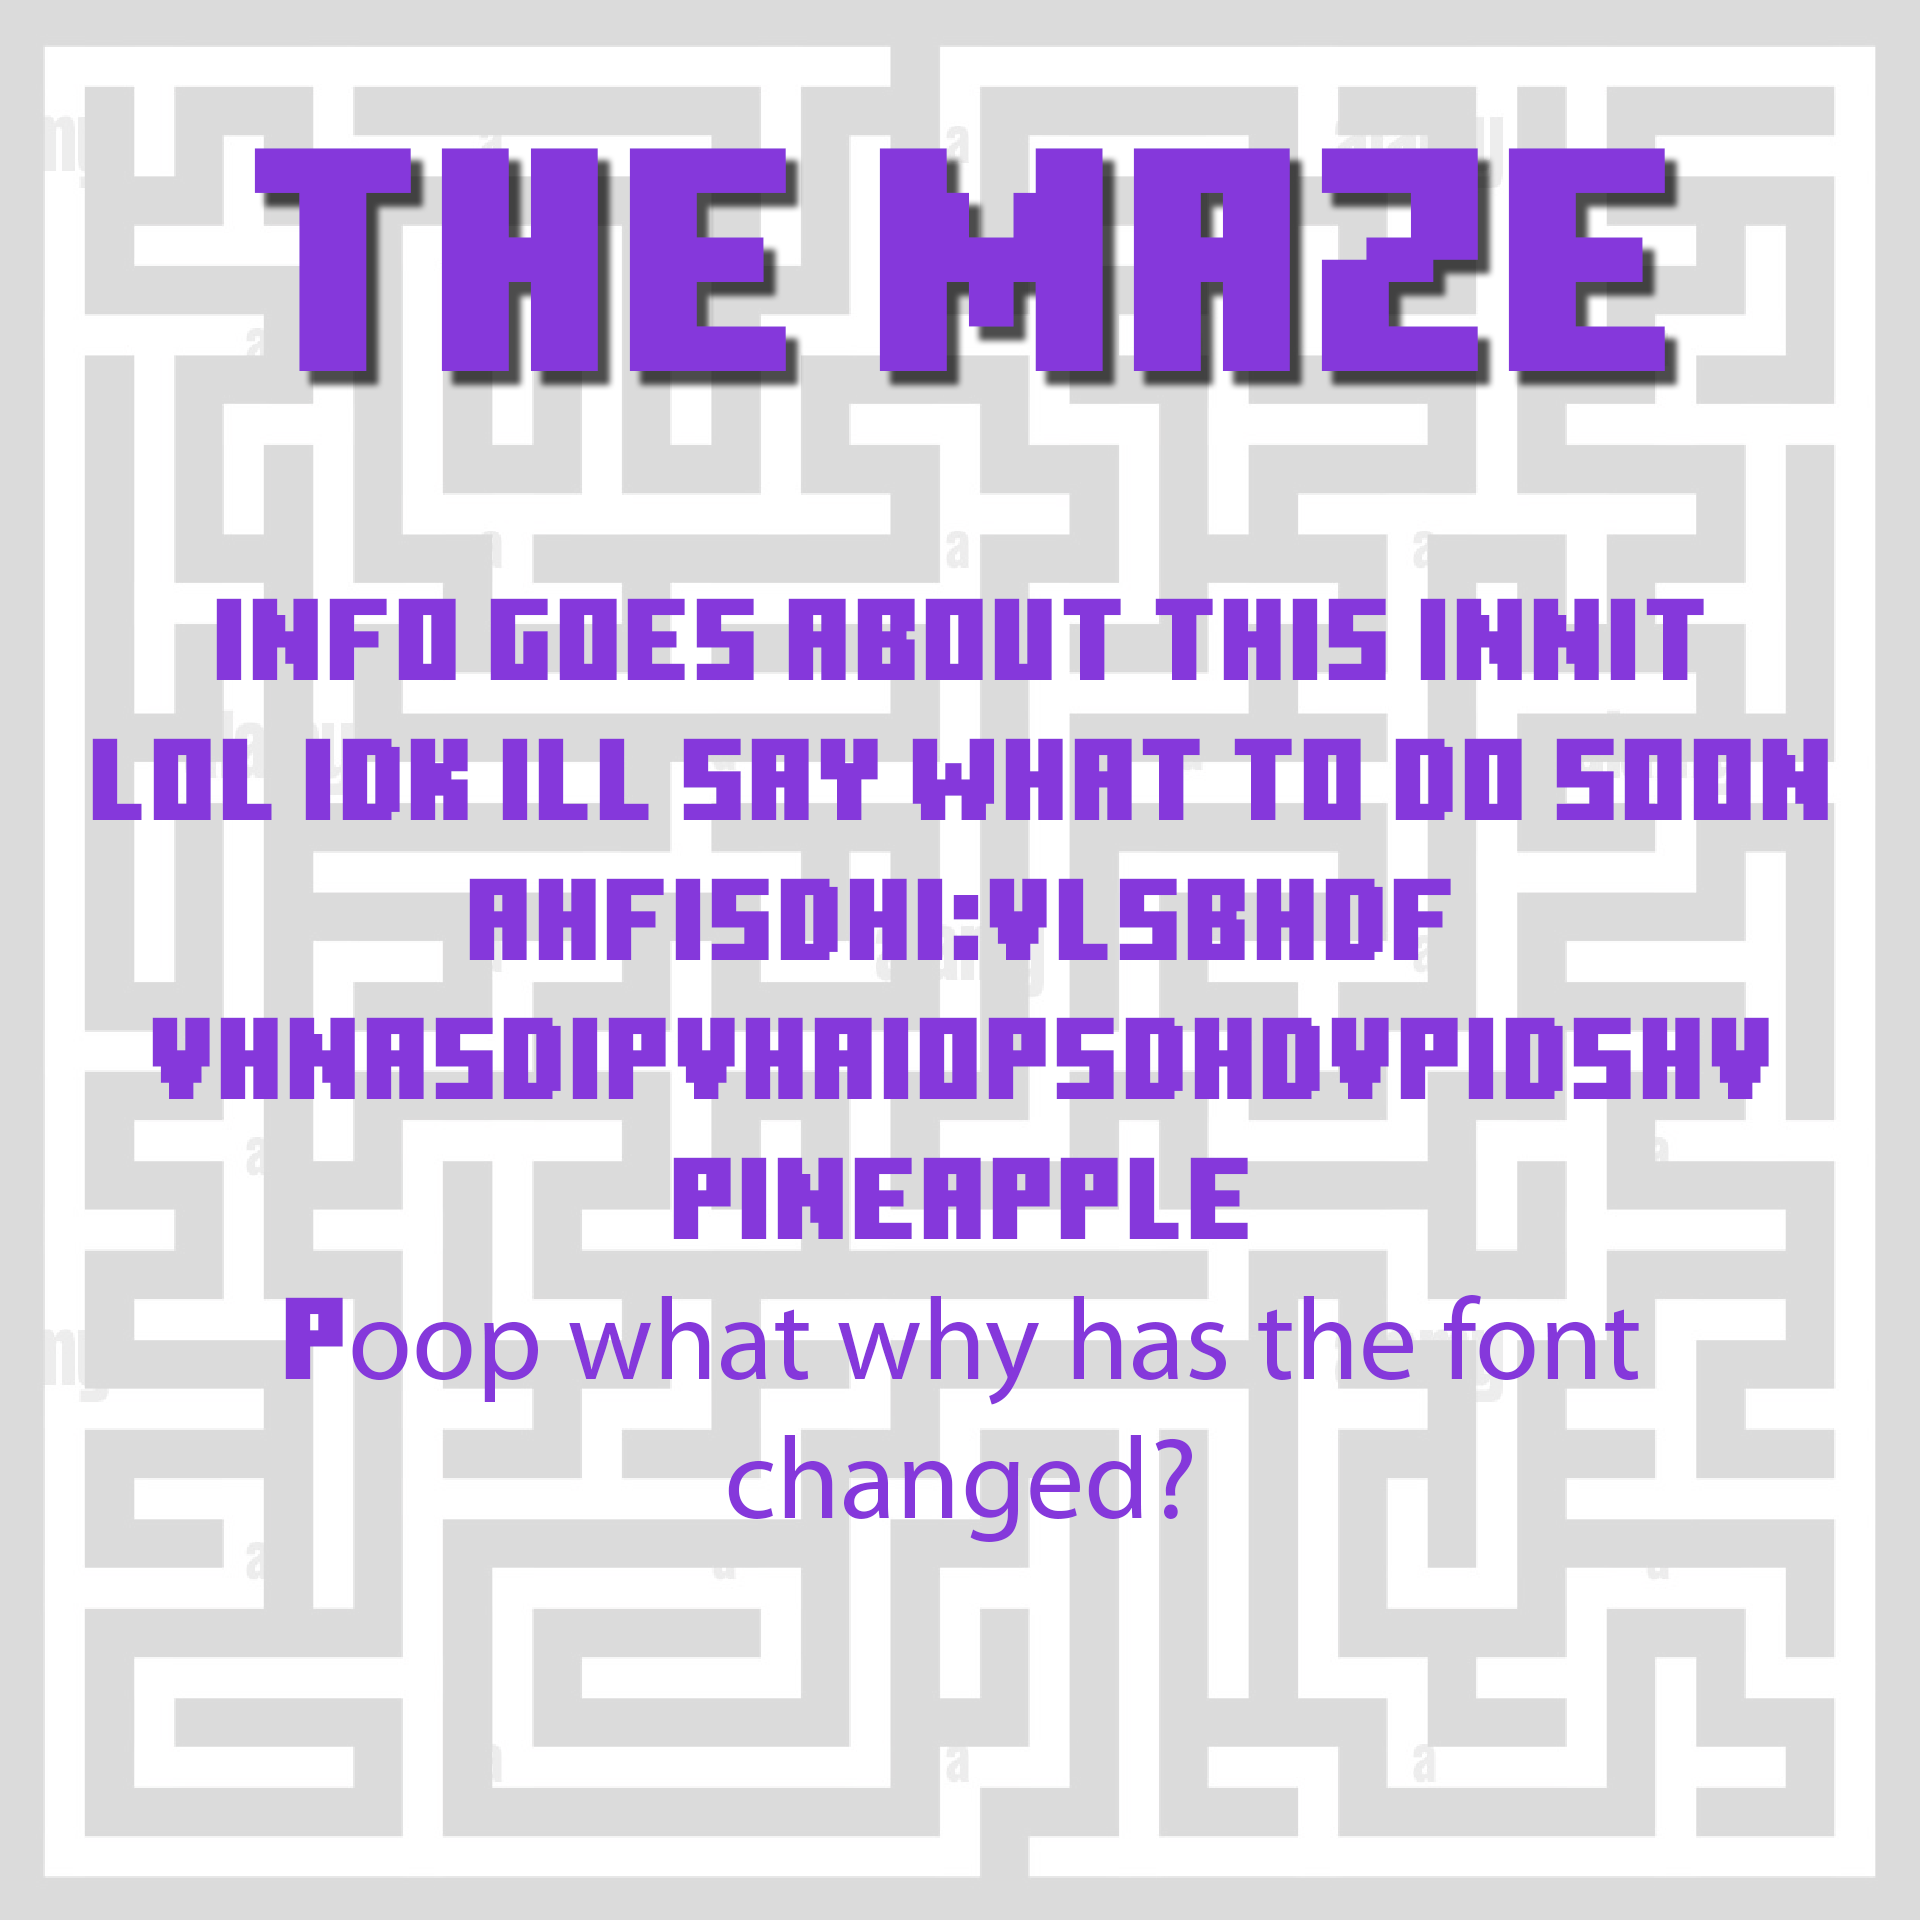 THE MAZE
INFO GOES ABOUT THIS INNIT
LOL IDK ILL SAY WHAT TO DO SOON
AHFISDHI:VLSBHDF
VHNASDIPVHAIOPSDHDVPIDSHV
PINEAPPLE
Poop what why has the font
changed?